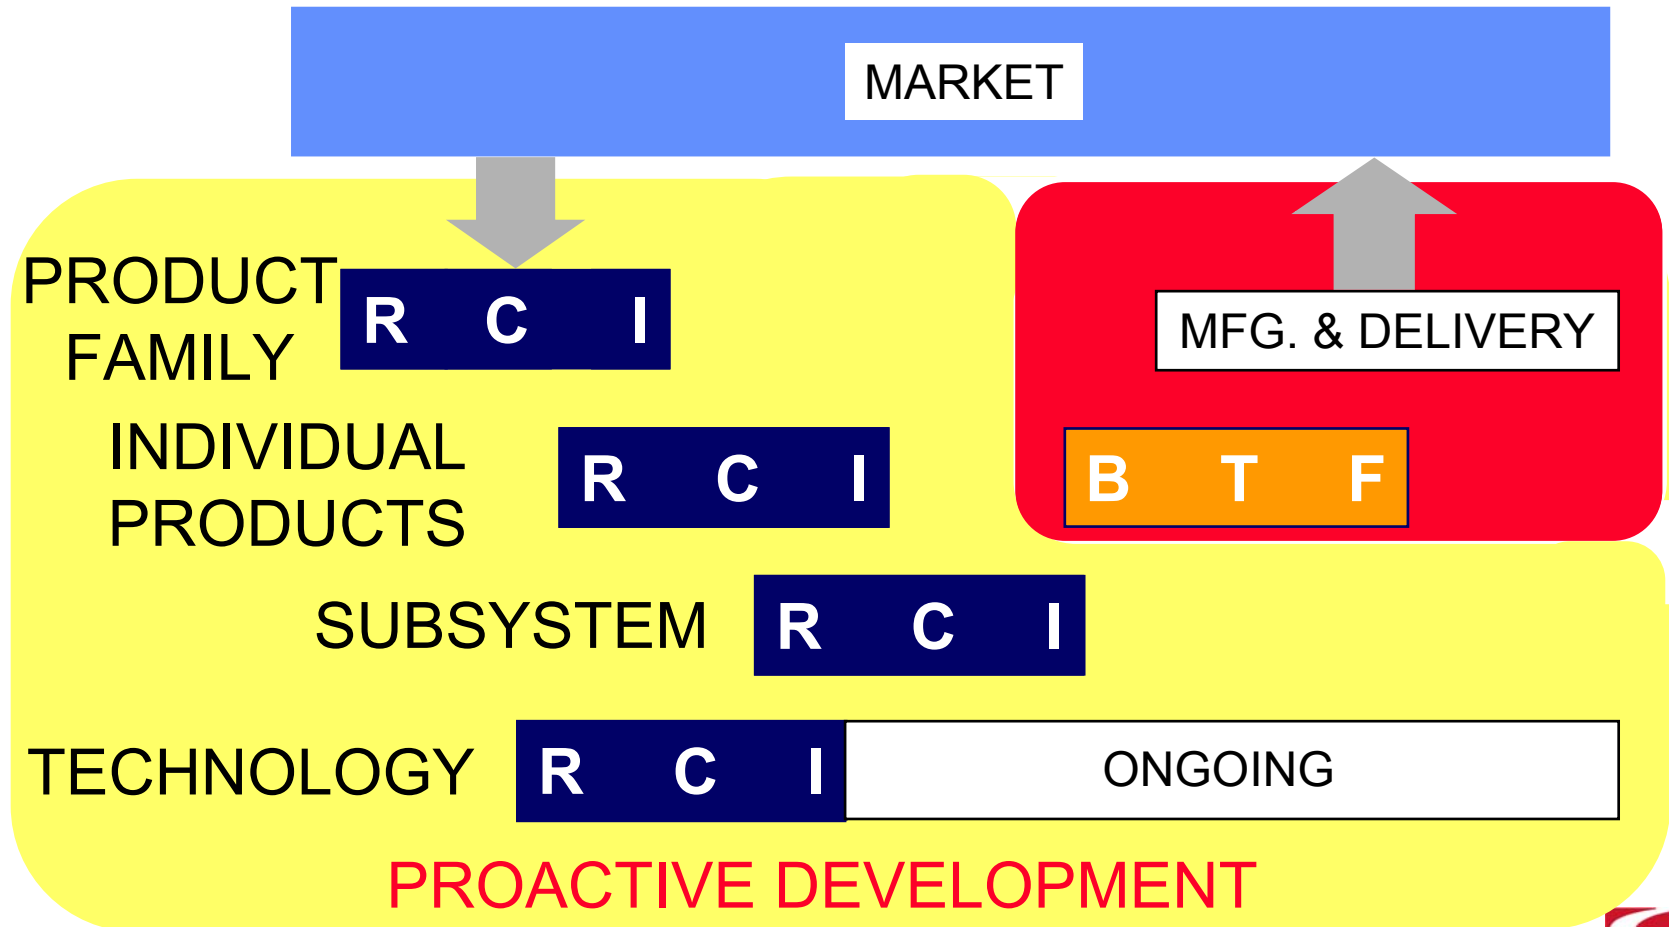 MARKET
PRODUCT
FAMILY
R C I
MFG. & DELIVERY
INDIVIDUAL
PRODUCTS
R C I
B T F
SUBSYSTEM
R C I
TECHNOLOGY
R C I
ONGOING
PROACTIVE DEVELOPMENT